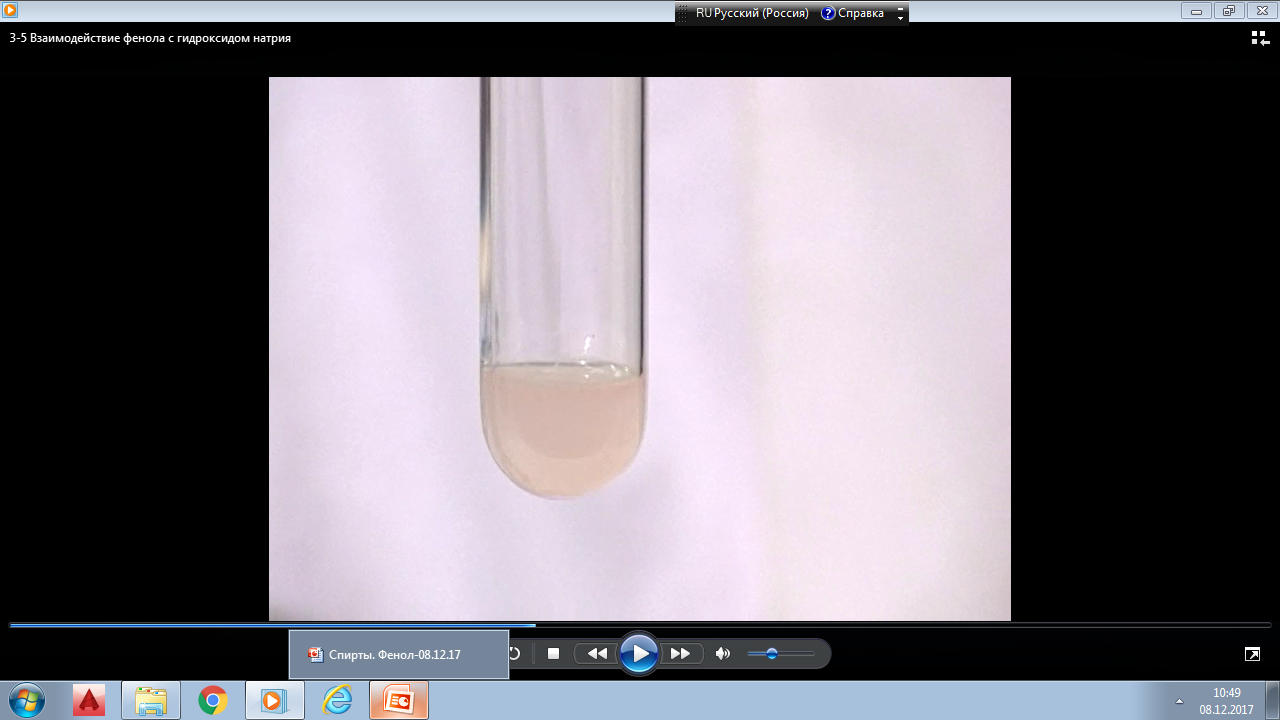 RU Русский (Россия) ? Справка
3-5 Взаимодействие фенола с гидроксидом натрия
Спирты. Фенол-08.12.17
10:49
08.12.2017